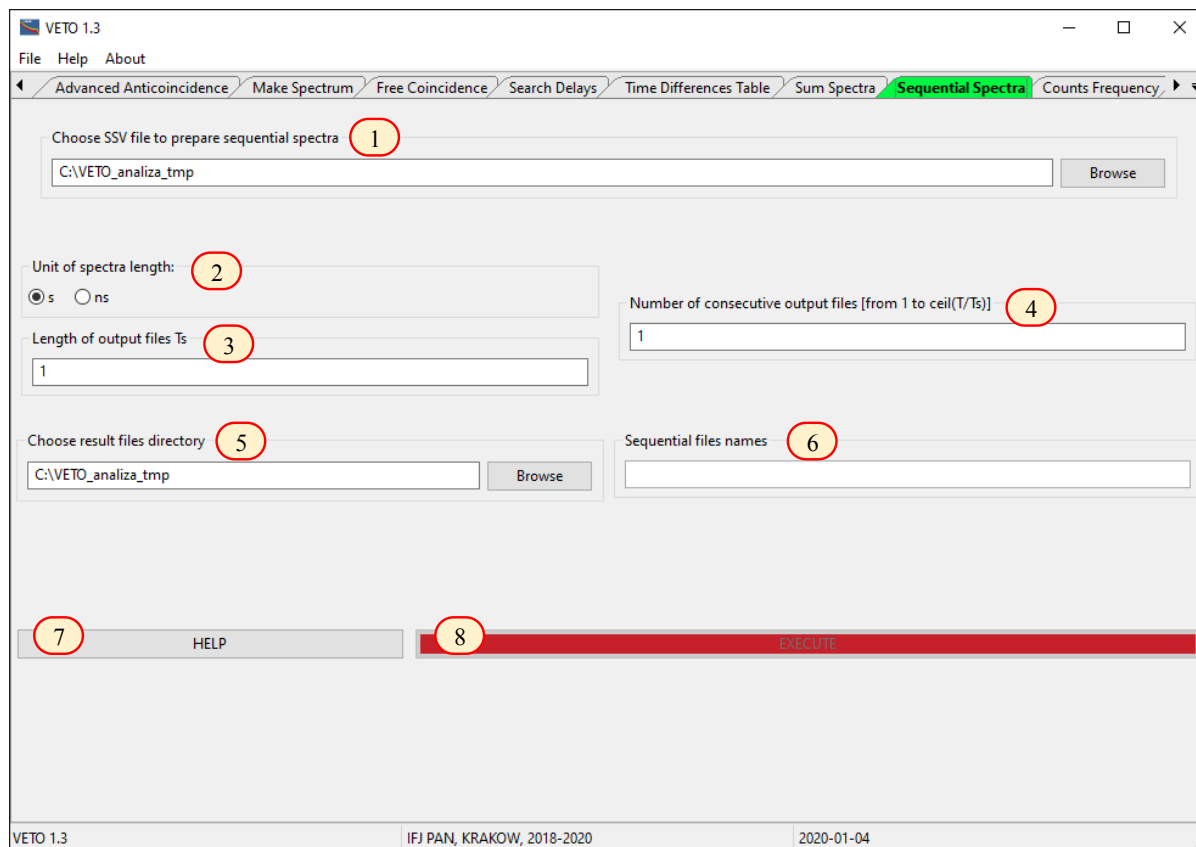 VETO 1.3
File Help About
Advanced Anticoincidence Make Spectrum Free Coincidence Search Delays Time Differences Table Sum Spectra Sequential Spectra Counts Frequency
Choose SSV file to prepare sequential spectra 1
C:\VETO_analiza_tmp Browse
Unit of spectra length: 2
s ns
Number of consecutive output files [from 1 to ceil(T/Ts)] 4
1
Length of output files Ts 3
1
Choose result files directory 5
C:\VETO_analiza_tmp Browse
Sequential files names 6
7 HELP 8 EXECUTE
VETO 1.3 IFJ PAN, KRAKOW, 2018-2020 2020-01-04